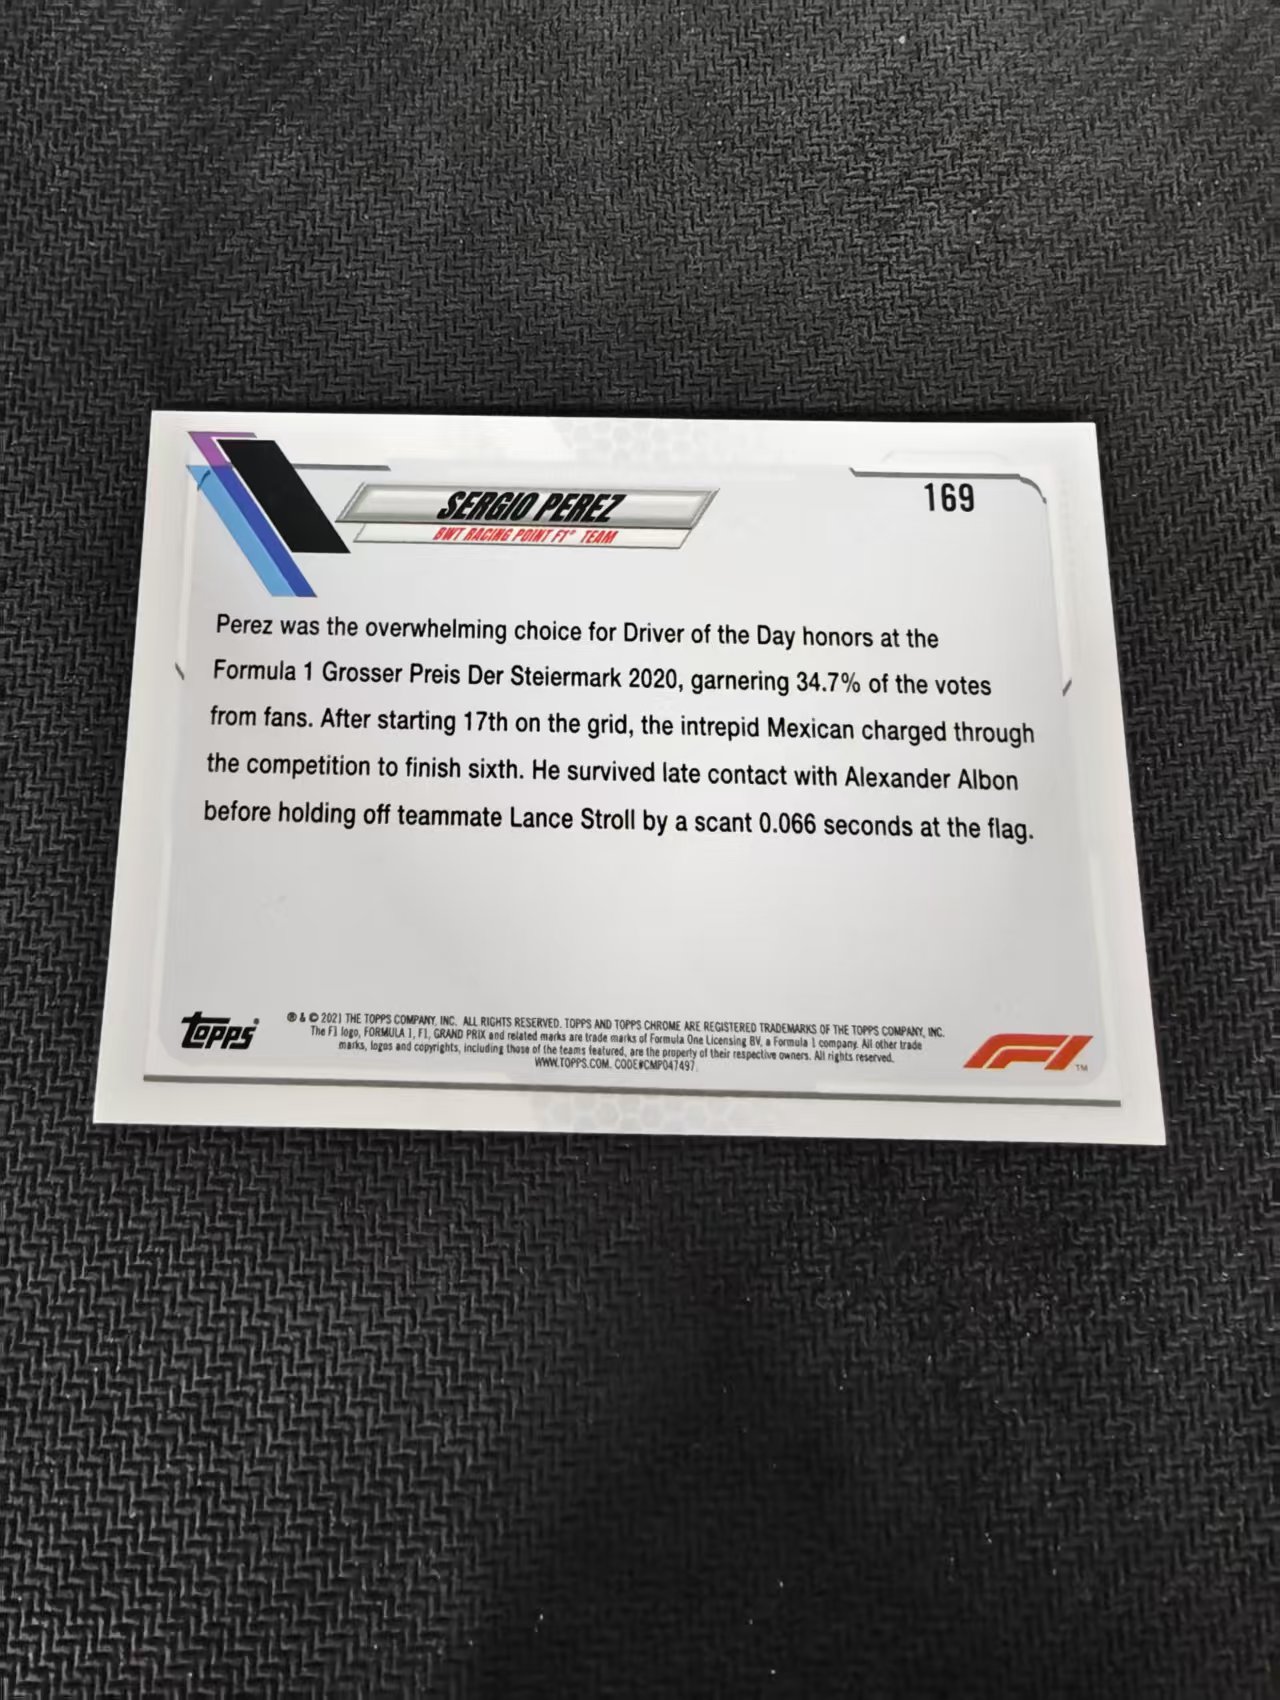 SERGIO PEREZ
BWT RACING POINT F1® TEAM
169
Perez was the overwhelming choice for Driver of the Day honors at the
Formula 1 Grosser Preis Der Steiermark 2020, garnering 34.7% of the votes
from fans. After starting 17th on the grid, the intrepid Mexican charged through
the competition to finish sixth. He survived late contact with Alexander Albon
before holding off teammate Lance Stroll by a scant 0.066 seconds at the flag.
Topps
® & © 2021 THE TOPPS COMPANY, INC. ALL RIGHTS RESERVED. TOPPS AND TOPPS CHROME ARE REGISTERED TRADEMARKS OF THE TOPPS COMPANY, INC.
The F1 logo, FORMULA 1, F1, GRAND PRIX and related marks are trade marks of Formula One Licensing BV, a Formula 1 company. All other trade
marks, logos and copyrights, including those of the teams featured, are the property of their respective owners. All rights reserved.
WWW.TOPPS.COM. CODE#CMP047497.
F1
TM